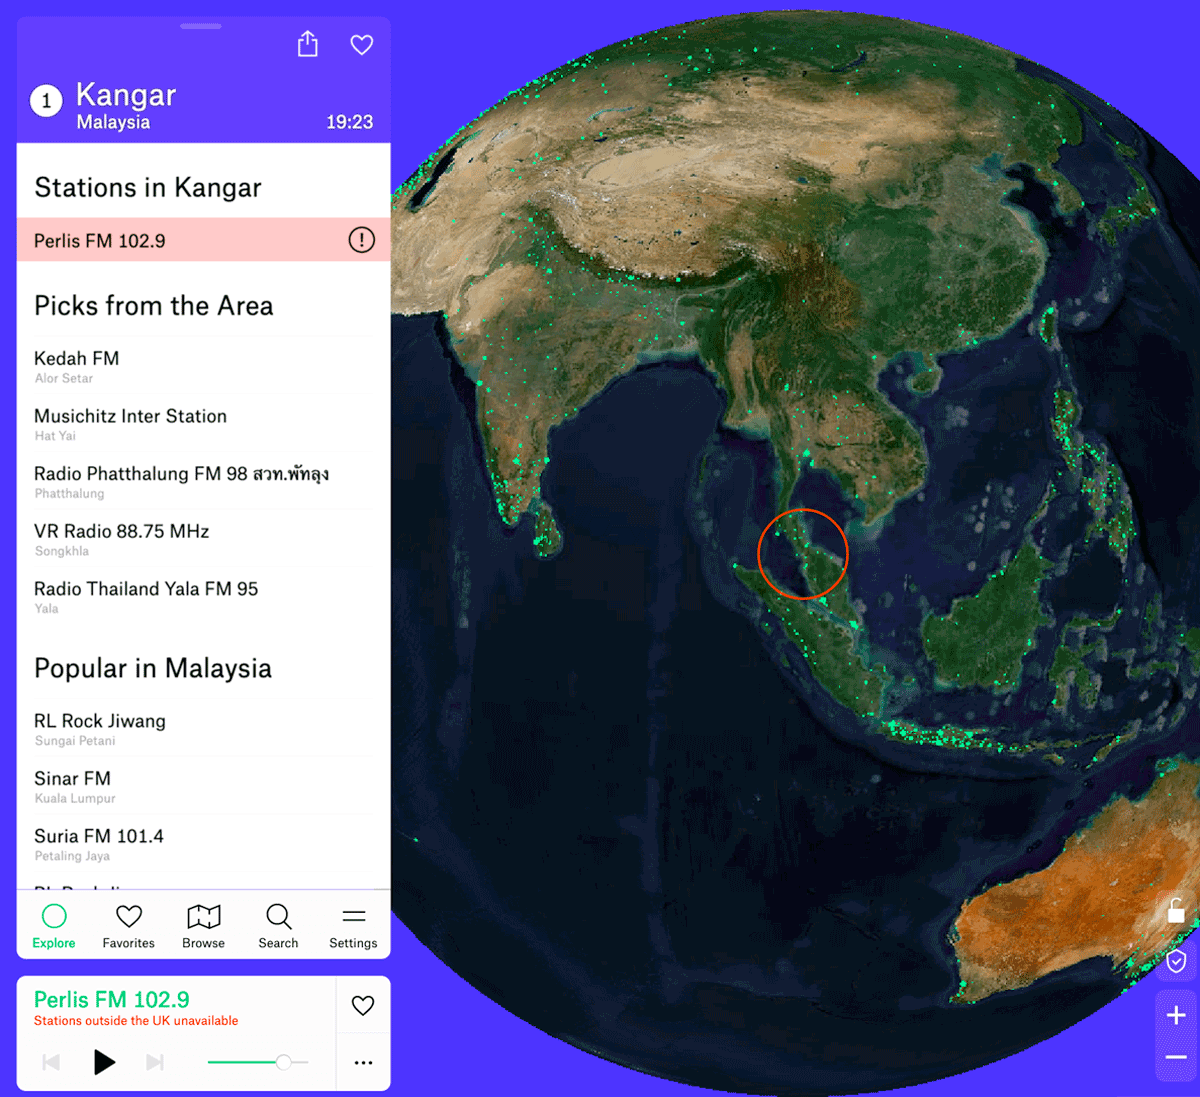 1
Kangar
Malaysia
19:23
Stations in Kangar
Perlis FM 102.9
Picks from the Area
Kedah FM
Alor Setar
Musichitz Inter Station
Hat Yai
Radio Phatthalung FM 98 สวท.พัทลุง
Phatthalung
VR Radio 88.75 MHz
Songkhla
Radio Thailand Yala FM 95
Yala
Popular in Malaysia
RL Rock Jiwang
Sungai Petani
Sinar FM
Kuala Lumpur
Suria FM 101.4
Petaling Jaya
Explore
Favorites
Browse
Search
Settings
Perlis FM 102.9
Stations outside the UK unavailable